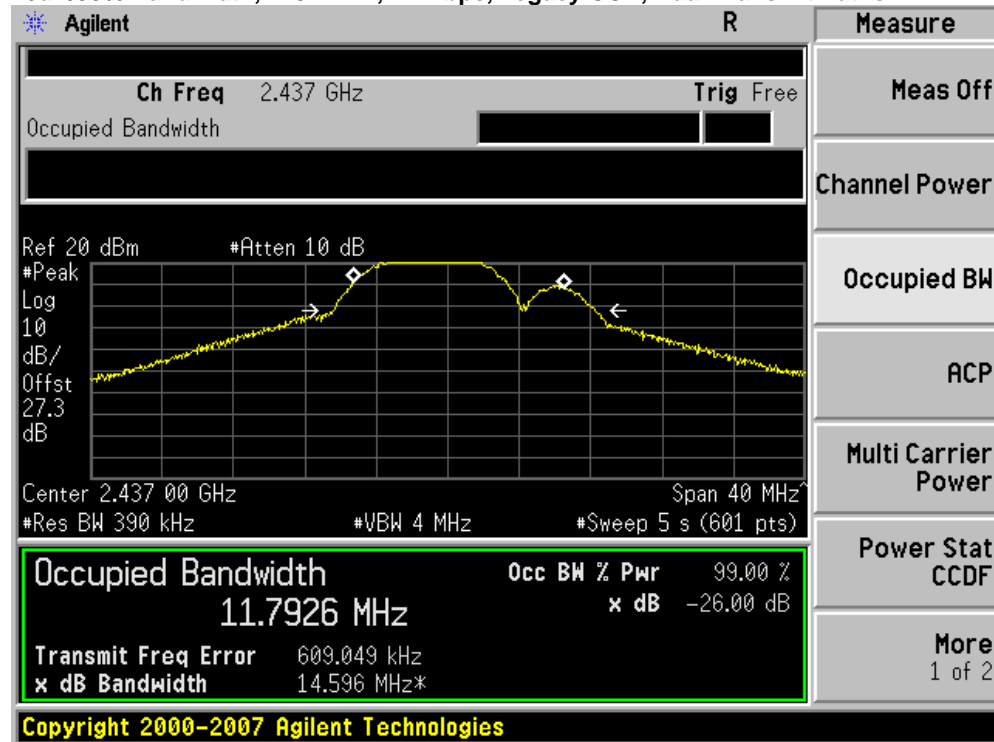 Agilent R Measure
Ch Freq 2.437 GHz Trig Free
Occupied Bandwidth
Meas Off
Channel Power
Occupied BW
ACP
Multi Carrier
Power
Power Stat
CCDF
More
1 of 2
Ref 20 dBm #Atten 10 dB
#Peak
Log
10
dB/
Offst
27.3
dB
Center 2.437 00 GHz Span 40 MHz^
#Res BW 390 kHz #VBW 4 MHz #Sweep 5 s (601 pts)
Occupied Bandwidth Occ BW % Pwr 99.00 %
11.7926 MHz x dB -26.00 dB
Transmit Freq Error 609.049 kHz
x dB Bandwidth 14.596 MHz*
Copyright 2000-2007 Agilent Technologies